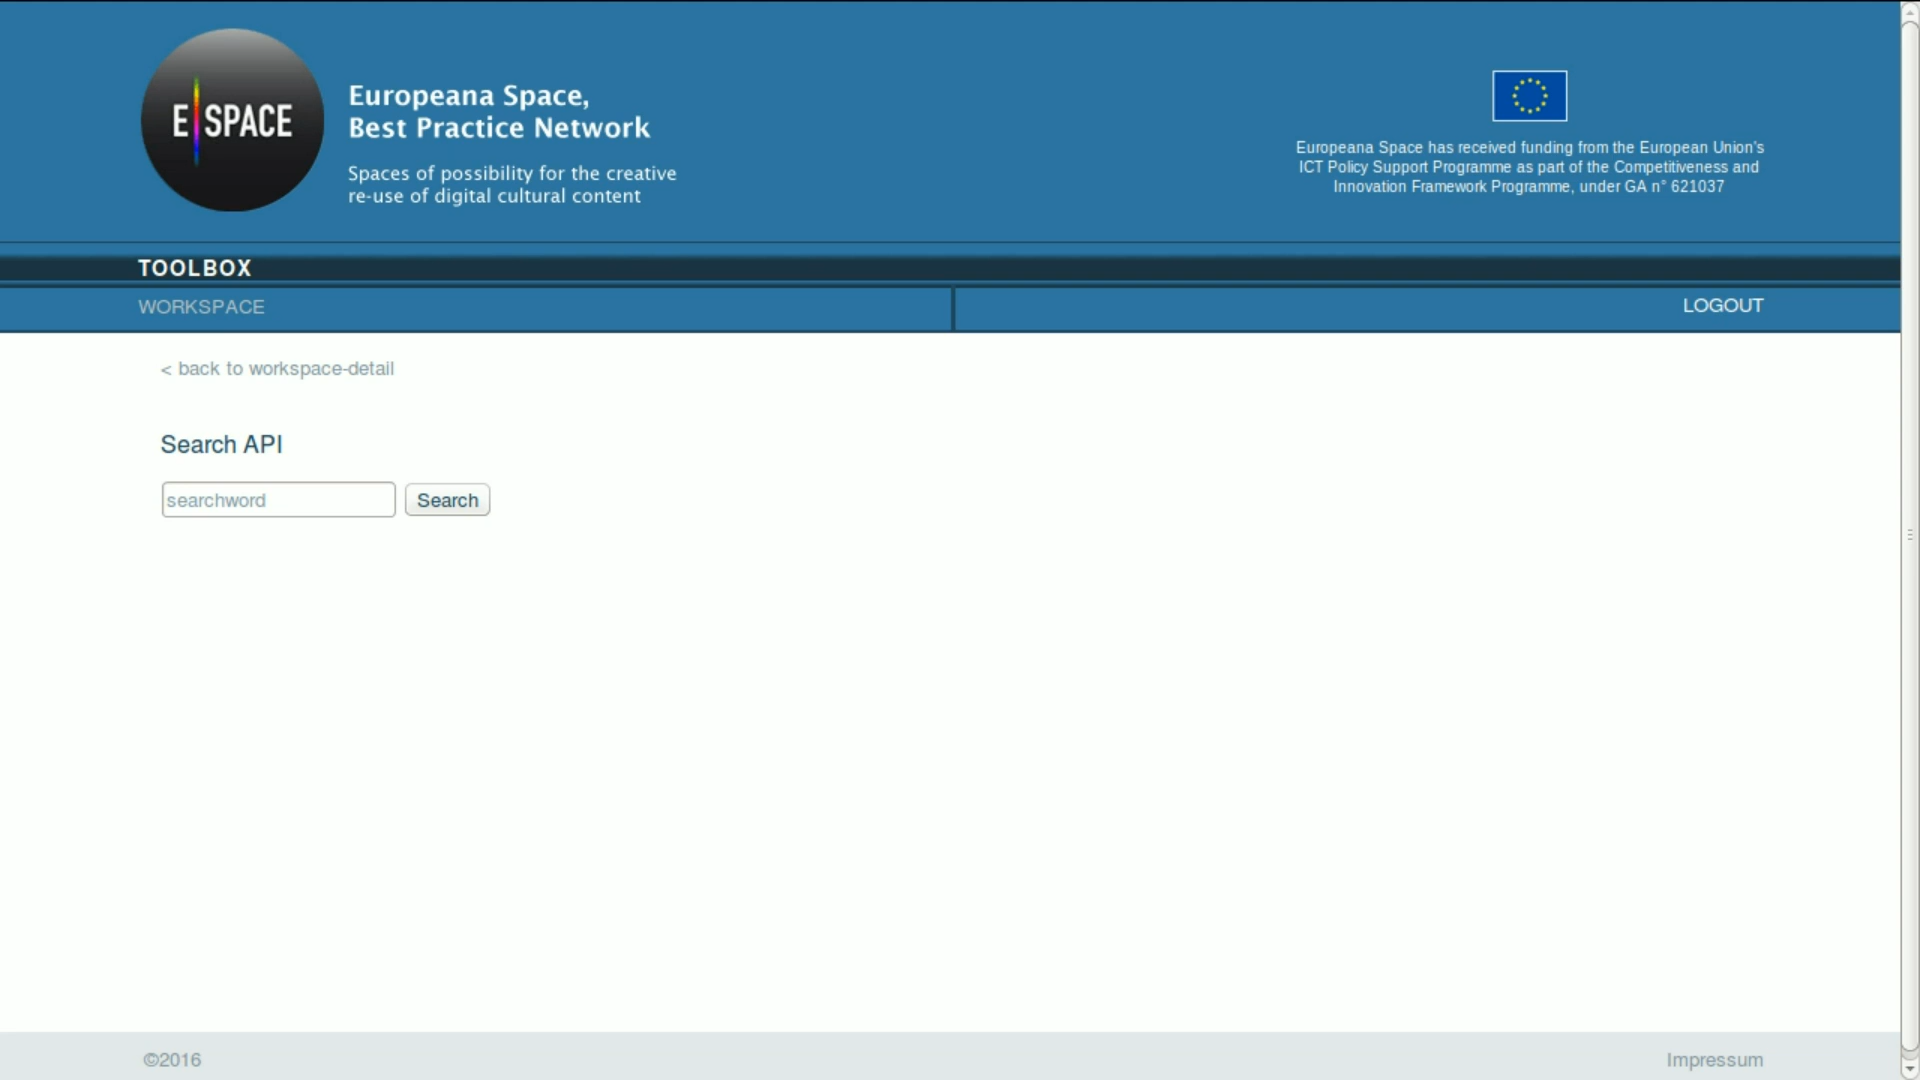 E SPACE
Europeana Space,
Best Practice Network
Spaces of possibility for the creative
re-use of digital cultural content
Europeana Space has received funding from the European Union's
ICT Policy Support Programme as part of the Competitiveness and
Innovation Framework Programme, under GA n° 621037
TOOLBOX
WORKSPACE
LOGOUT
< back to workspace-detail
Search API
searchword
Search
©2016
Impressum